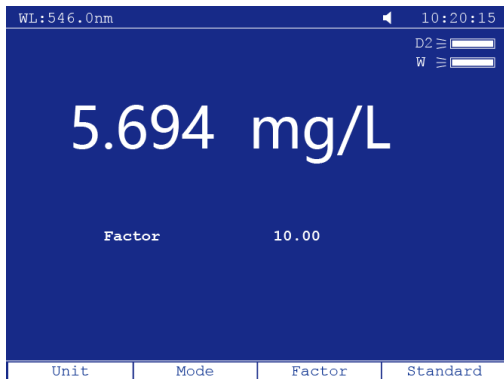 WL:546.0nm 10:20:15
D2
W
5.694 mg/L
Factor 10.00
Unit Mode Factor Standard